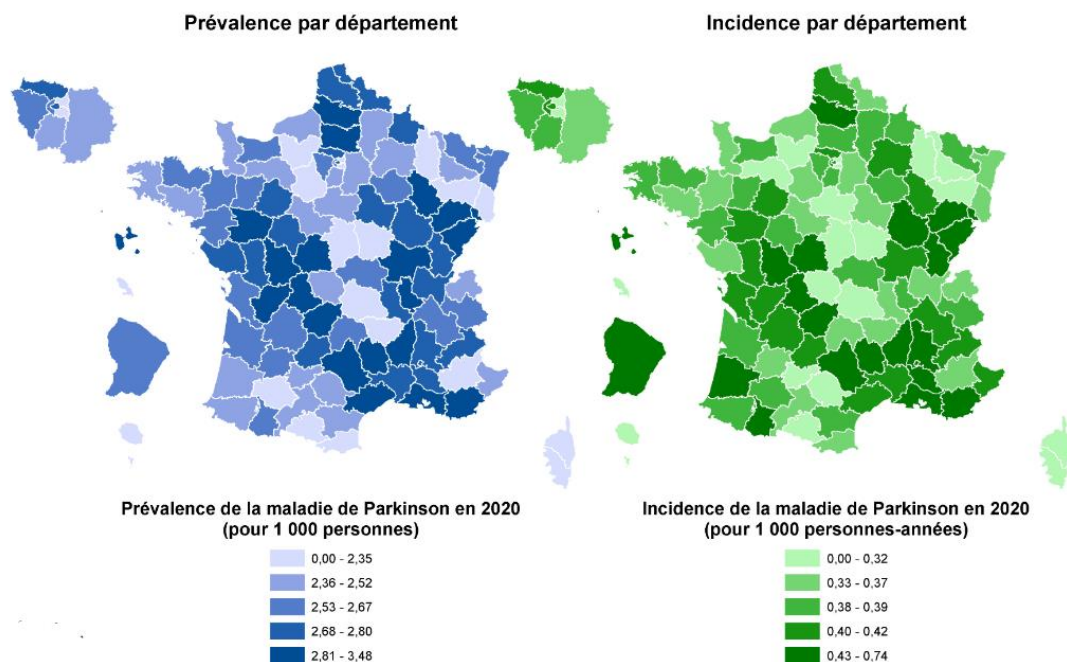 Prévalence par département
Incidence par département
Prévalence de la maladie de Parkinson en 2020
(pour 1 000 personnes)
0,00 - 2,35
2,36 - 2,52
2,53 - 2,67
2,68 - 2,80
2,81 - 3,48
Incidence de la maladie de Parkinson en 2020
(pour 1 000 personnes-années)
0,00 - 0,32
0,33 - 0,37
0,38 - 0,39
0,40 - 0,42
0,43 - 0,74